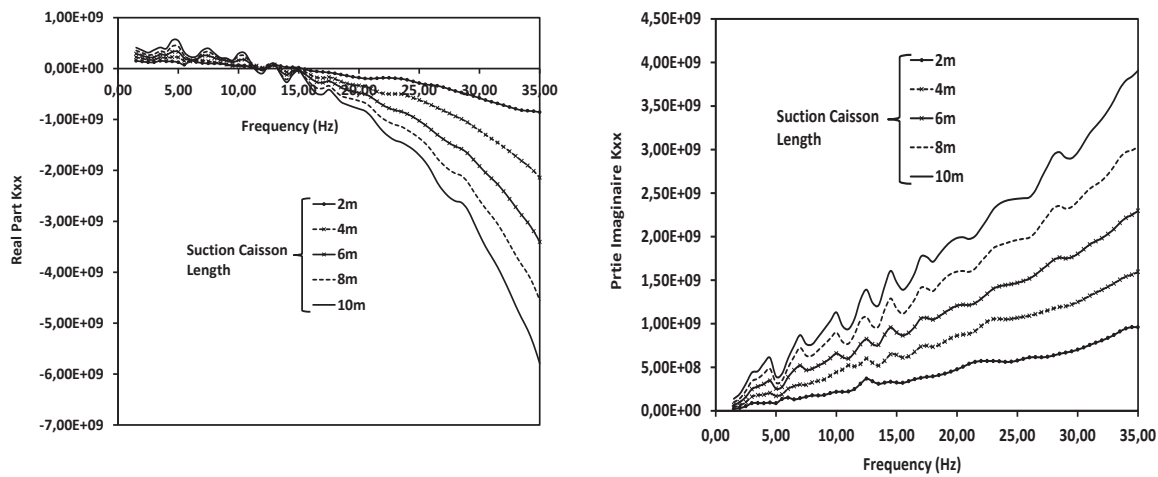 1,00E+09
0,00E+00
-1,00E+09
-2,00E+09
-3,00E+09
-4,00E+09
-5,00E+09
-6,00E+09
-7,00E+09
0,00 5,00 10,00 15,00 20,00 25,00 30,00 35,00
Frequency (Hz)
Real Part Kxx
Suction Caisson
Length
2m
4m
6m
8m
10m
4,50E+09
4,00E+09
3,50E+09
3,00E+09
2,50E+09
2,00E+09
1,50E+09
1,00E+09
5,00E+08
0,00E+00
0,00 5,00 10,00 15,00 20,00 25,00 30,00 35,00
Frequency (Hz)
Prtie Imaginaire Kxx
Suction Caisson
Length
2m
4m
6m
8m
10m